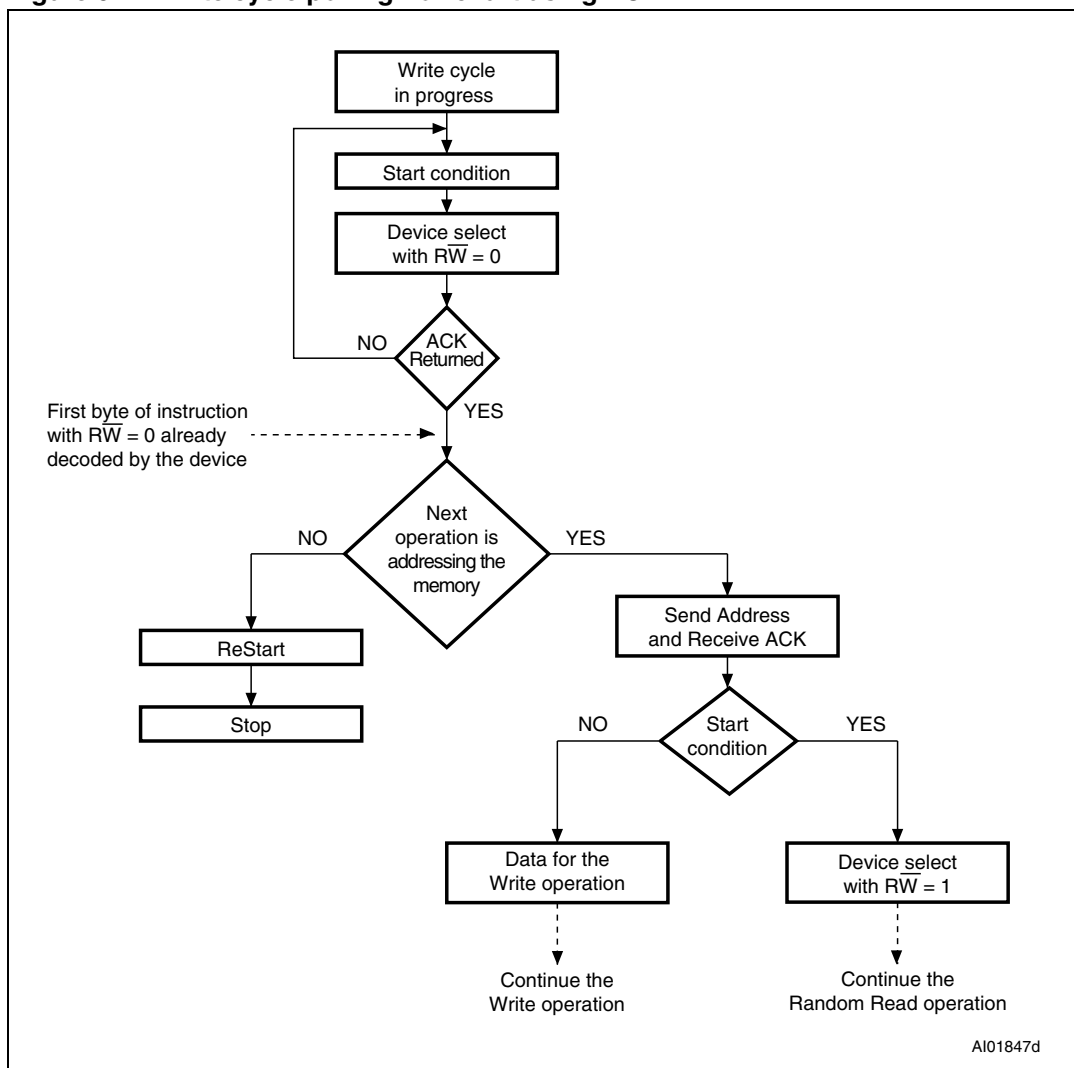 Write cycle
in progress
Start condition
Device select
with RW̅ = 0
ACK
Returned
NO
YES
First byte of instruction
with RW̅ = 0 already
decoded by the device
Next
operation is
addressing the
memory
NO
YES
ReStart
Stop
Send Address
and Receive ACK
Start
condition
NO
YES
Data for the
Write operation
Device select
with RW̅ = 1
Continue the
Write operation
Continue the
Random Read operation
AI01847d